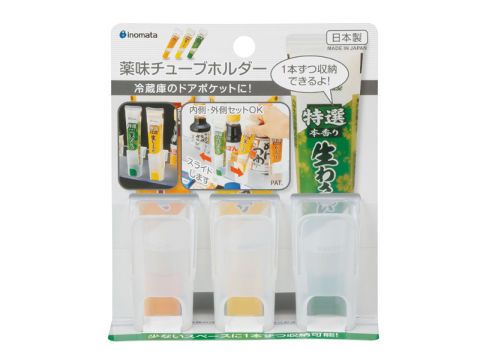 inomata
日本製
MADE IN JAPAN
薬味チューブホルダー
冷蔵庫のドアポケットに!
1本ずつ収納
できるよ!
内側・外側セットOK
スライド
します
PAT.
特選
本香り
生わさ
少ないスペースに1本ずつ収納可能!